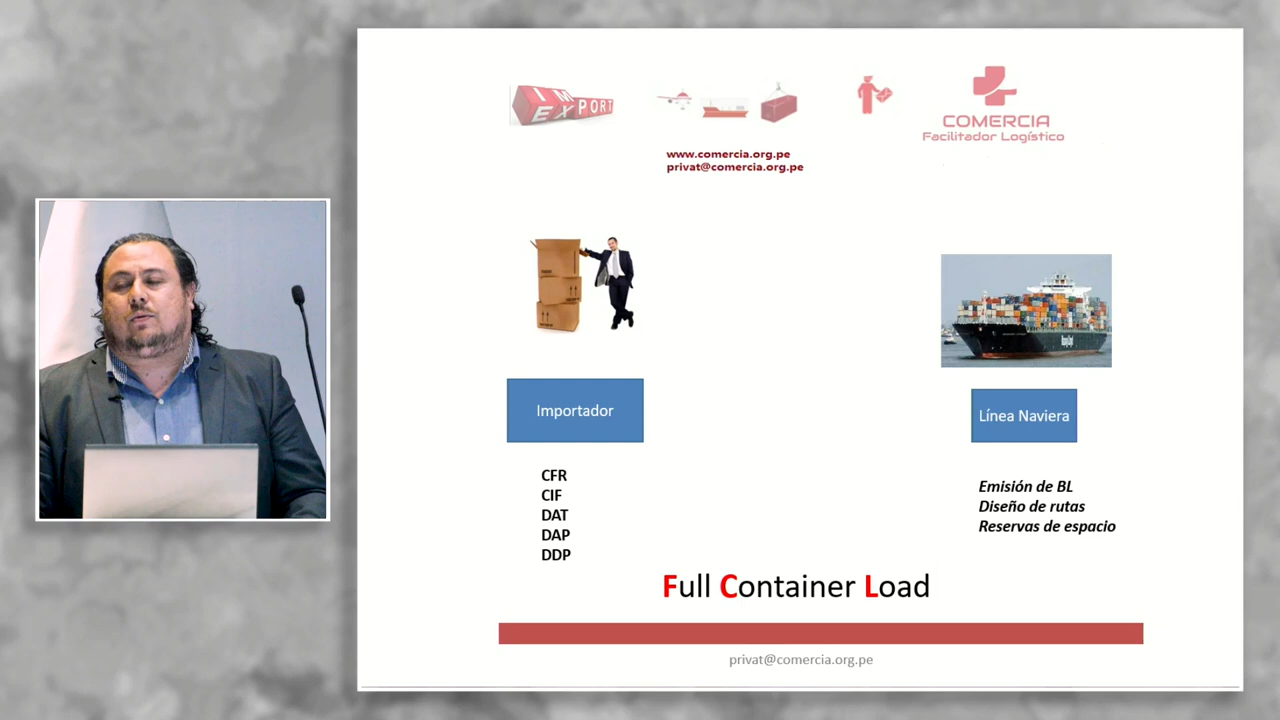 IM
EXPORT
COMERCIA
Facilitador Logístico
www.comercia.org.pe
privat@comercia.org.pe
Importador
Línea Naviera
CFR
CIF
DAT
DAP
DDP
Emisión de BL
Diseño de rutas
Reservas de espacio
Full Container Load
privat@comercia.org.pe